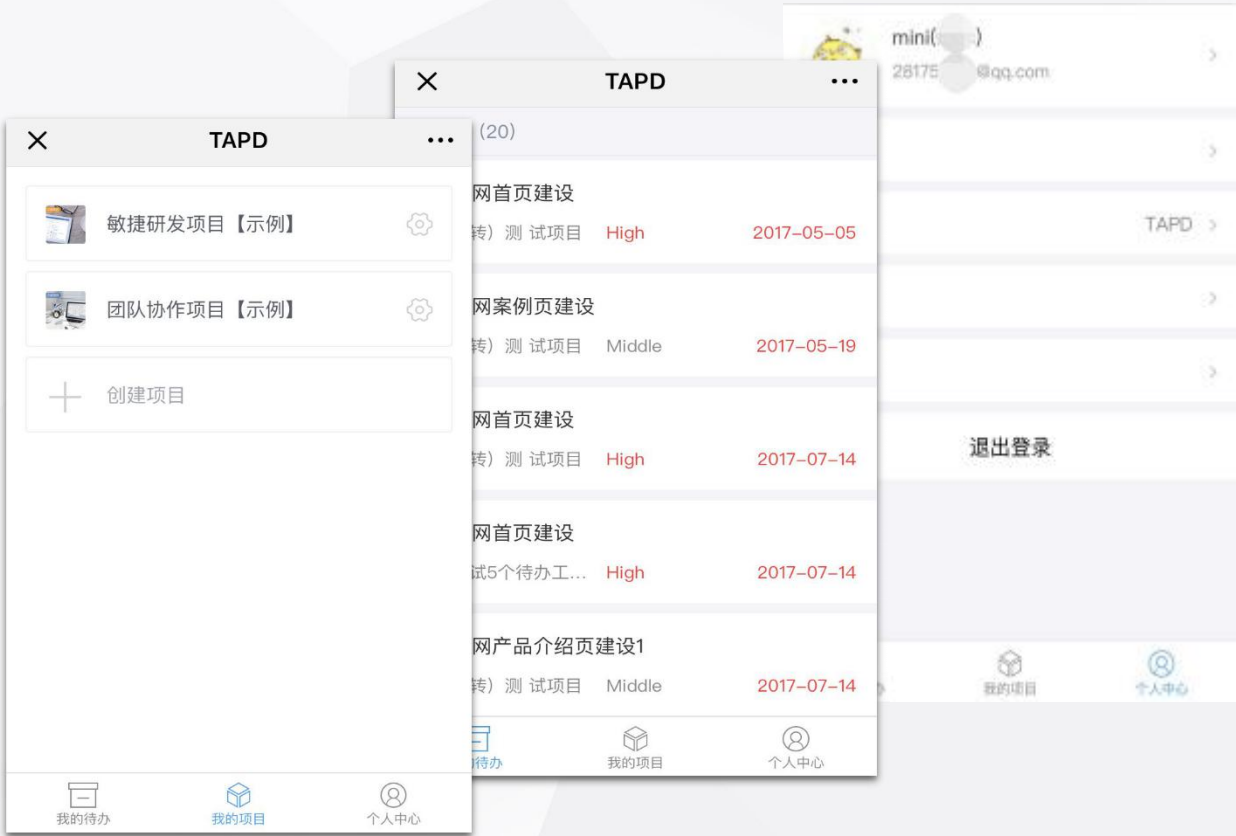 TAPD
敏捷研发项目【示例】
团队协作项目【示例】
创建项目
我的待办
我的项目
个人中心
TAPD
(20)
网首页建设
转）测 试项目 High 2017-05-05
网案例页建设
转）测 试项目 Middle 2017-05-19
网首页建设
转）测 试项目 High 2017-07-14
网首页建设
试5个待办工... High 2017-07-14
网产品介绍页建设1
转）测 试项目 Middle 2017-07-14
待办
我的项目
个人中心
mini( )
28175 @qq.com
TAPD
退出登录
我的项目
个人中心